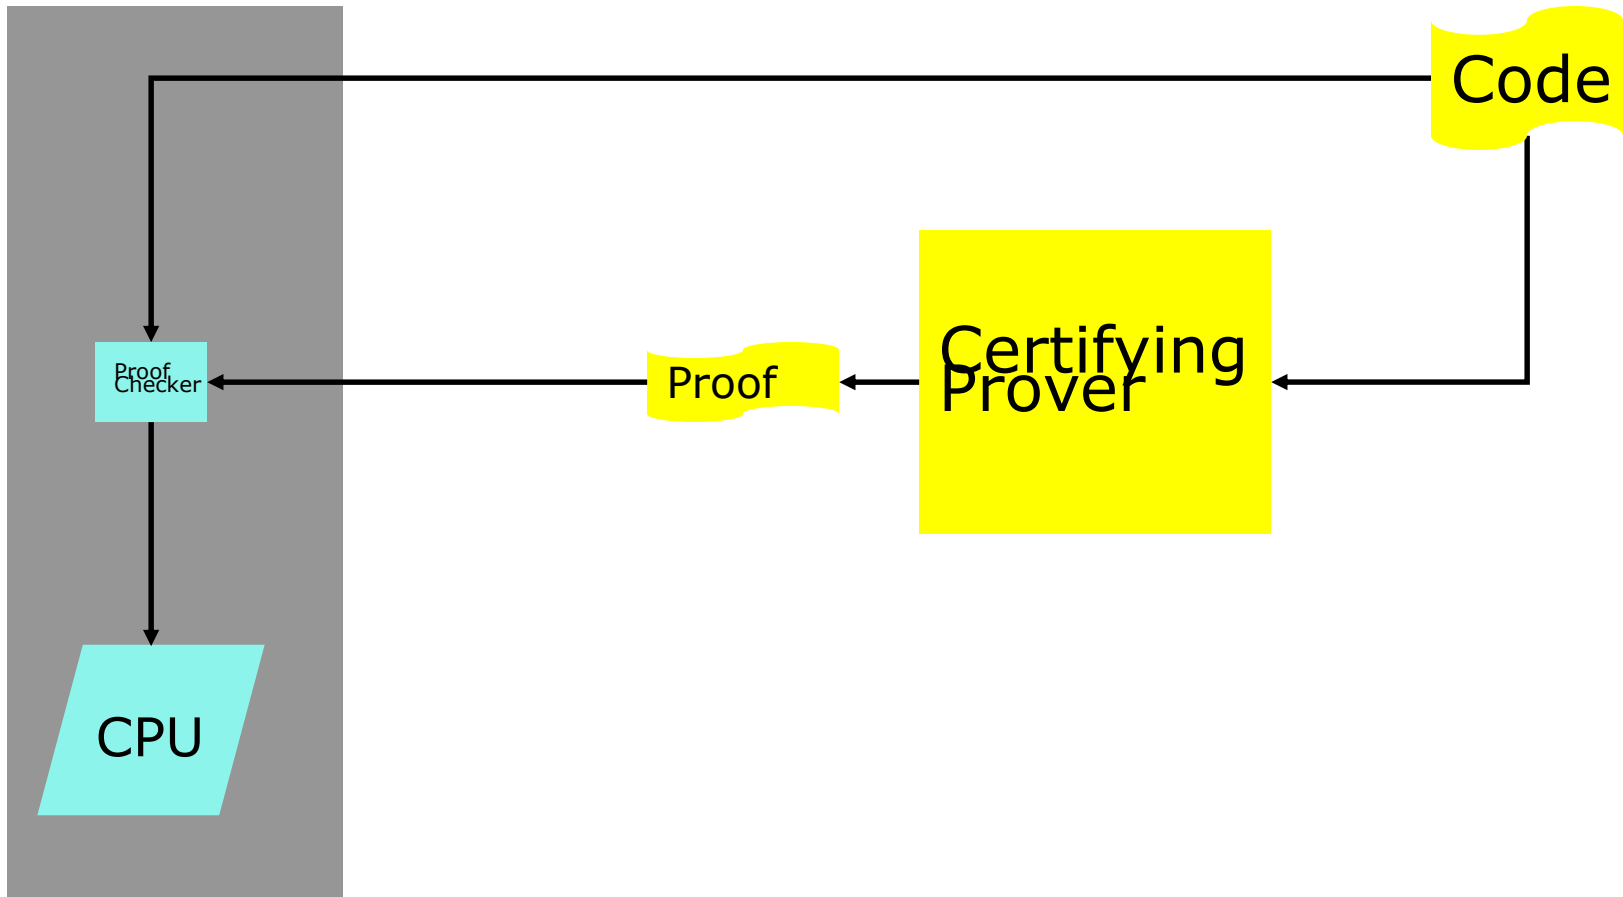 Code
Certifying
Prover
Proof
Proof
Checker
CPU